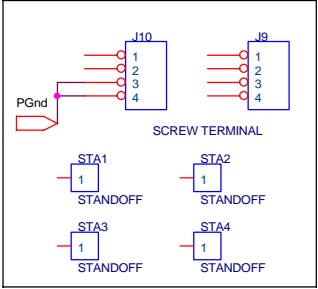 J10 J9
1 1
2 2
3 3
4 4
PGnd
SCREW TERMINAL
STA1 STA2
1 1
STANDOFF STANDOFF
STA3 STA4
1 1
STANDOFF STANDOFF